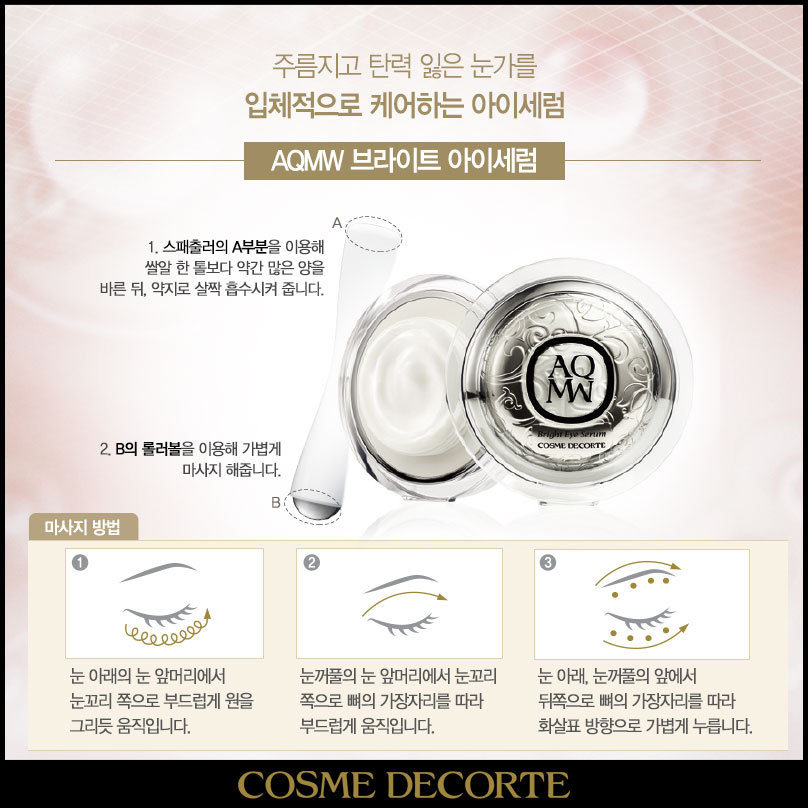 주름지고 탄력 잃은 눈가를
입체적으로 케어하는 아이세럼
AQMW 브라이트 아이세럼
A
1. 스패출러의 A부분을 이용해
쌀알 한 톨보다 약간 많은 양을
바른 뒤, 약지로 살짝 흡수시켜 줍니다.
AQ
MW
Bright Eye Serum
COSME DECORTE
2. B의 롤러볼을 이용해 가볍게
마사지 해줍니다.
B
마사지 방법
1
눈 아래의 눈 앞머리에서
눈꼬리 쪽으로 부드럽게 원을
그리듯 움직입니다.
2
눈꺼풀의 눈 앞머리에서 눈꼬리
쪽으로 뼈의 가장자리를 따라
부드럽게 움직입니다.
3
눈 아래, 눈꺼풀의 앞에서
뒤쪽으로 뼈의 가장자리를 따라
화살표 방향으로 가볍게 누릅니다.
COSME DECORTE